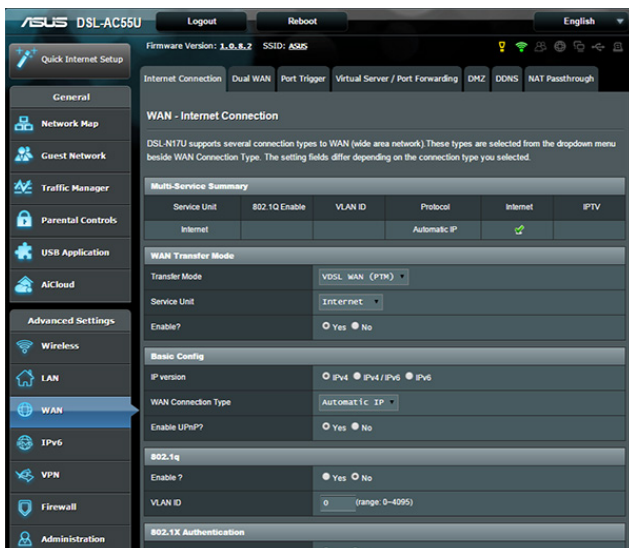 ASUS DSL-AC55U Logout Reboot English
Quick Internet Setup
Firmware Version: 1.0.8.2 SSID: ASUS
Internet Connection Dual WAN Port Trigger Virtual Server / Port Forwarding DMZ DDNS NAT Passthrough
General
Network Map
Guest Network
Traffic Manager
Parental Controls
USB Application
AiCloud
Advanced Settings
Wireless
LAN
WAN
IPv6
VPN
Firewall
Administration
WAN - Internet Connection
DSL-N17U supports several connection types to WAN (wide area network).These types are selected from the dropdown menu
beside WAN Connection Type. The setting fields differ depending on the connection type you selected.
Multi-Service Summary
Service Unit 802.1Q Enable VLAN ID Protocol Internet IPTV
Internet Automatic IP
WAN Transfer Mode
Transfer Mode VDSL WAN (PTM)
Service Unit Internet
Enable? Yes No
Basic Config
IP version IPv4 IPv4 / IPv6 IPv6
WAN Connection Type Automatic IP
Enable UPnP? Yes No
802.1q
Enable ? Yes No
VLAN ID 0 (range: 0~4095)
802.1X Authentication